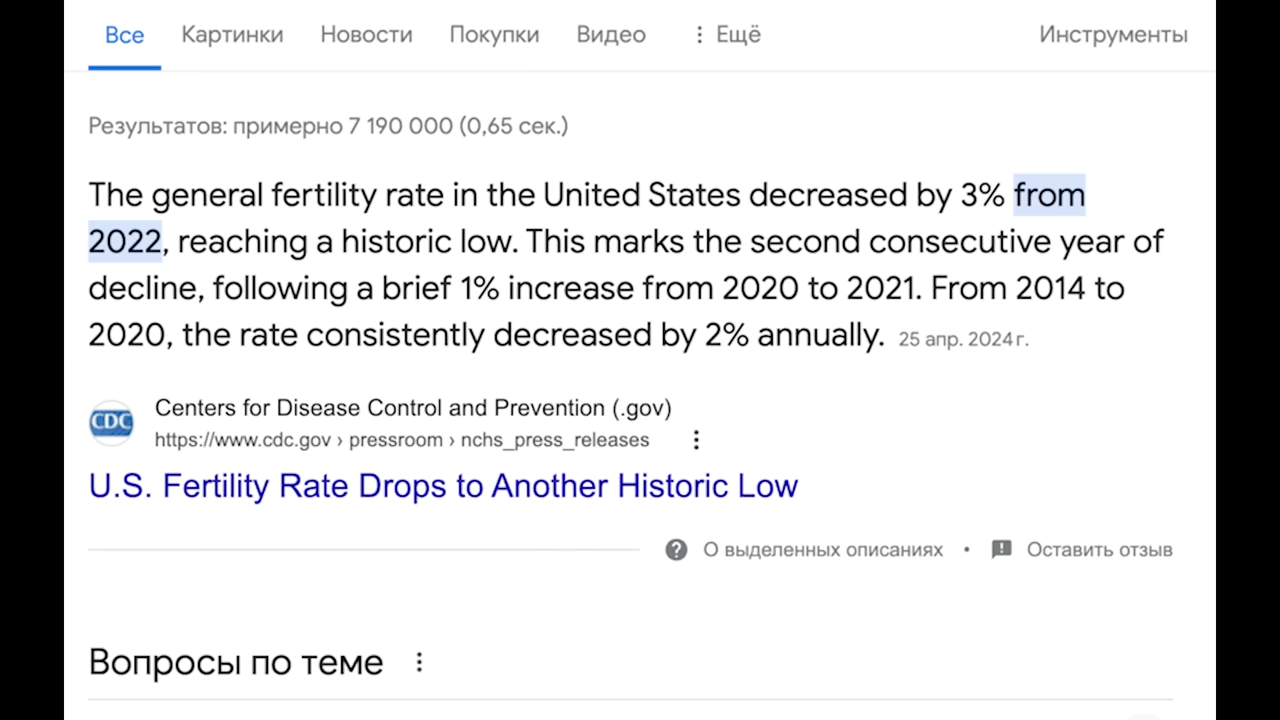 Все Картинки Новости Покупки Видео Ещё Инструменты
Результатов: примерно 7 190 000 (0,65 сек.)
The general fertility rate in the United States decreased by 3% from
2022, reaching a historic low. This marks the second consecutive year of
decline, following a brief 1% increase from 2020 to 2021. From 2014 to
2020, the rate consistently decreased by 2% annually. 25 апр. 2024 г.
CDC
Centers for Disease Control and Prevention (.gov)
https://www.cdc.gov › pressroom › nchs_press_releases
U.S. Fertility Rate Drops to Another Historic Low
О выделенных описаниях • Оставить отзыв
Вопросы по теме